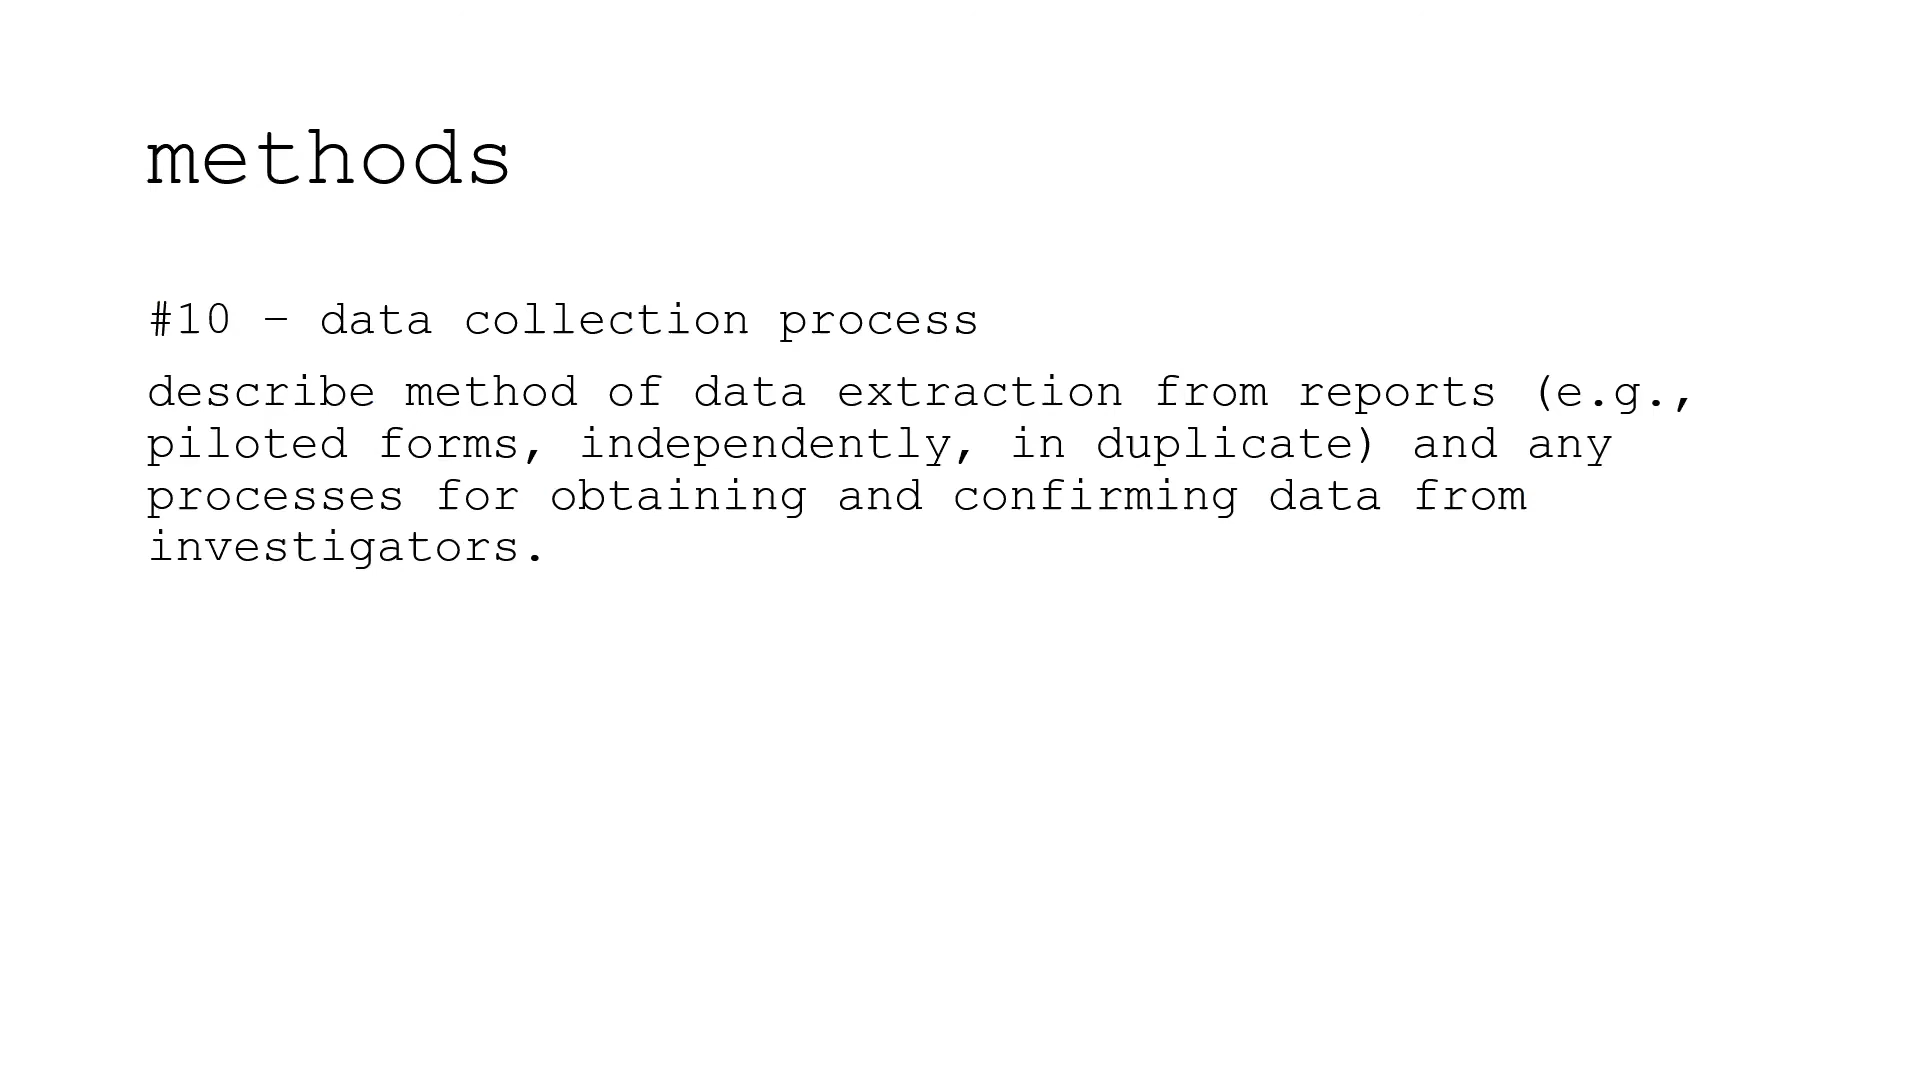 methods
#10 – data collection process
describe method of data extraction from reports (e.g.,
piloted forms, independently, in duplicate) and any
processes for obtaining and confirming data from
investigators.